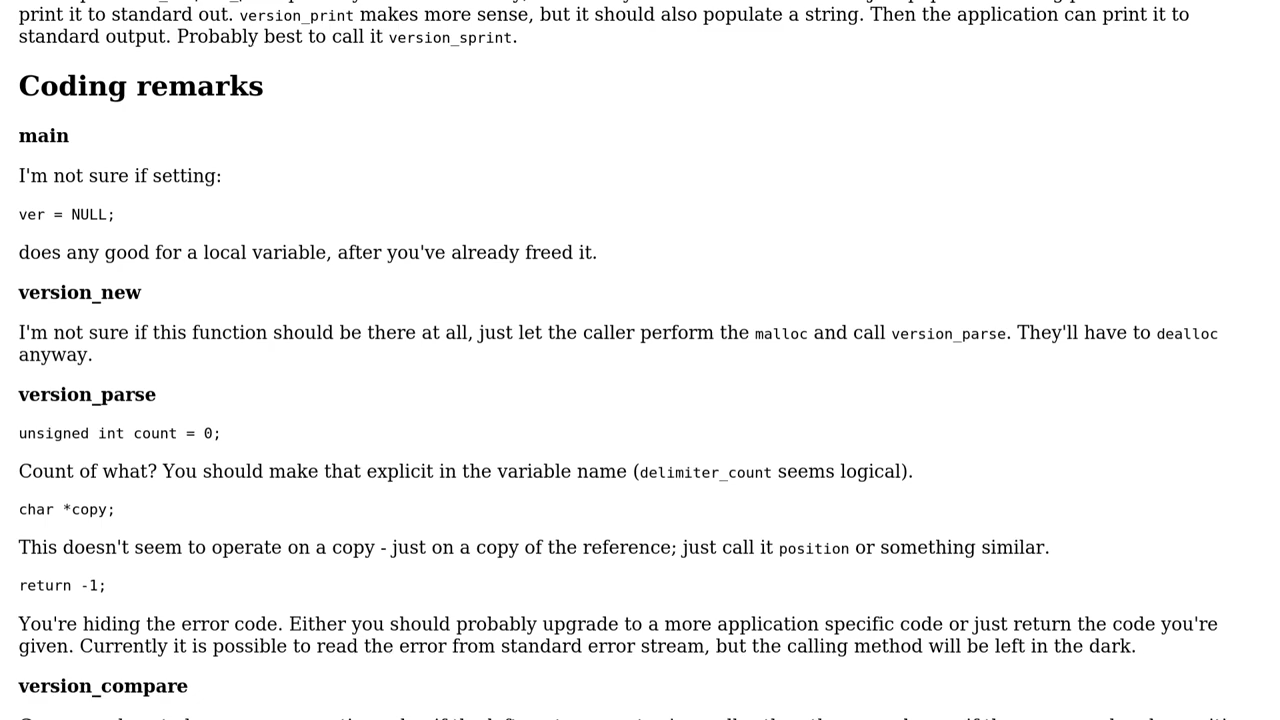 print it to standard out. version_print makes more sense, but it should also populate a string. Then the application can print it to
standard output. Probably best to call it version_sprint.
Coding remarks
main
I'm not sure if setting:
ver = NULL;
does any good for a local variable, after you've already freed it.
version_new
I'm not sure if this function should be there at all, just let the caller perform the malloc and call version_parse. They'll have to dealloc
anyway.
version_parse
unsigned int count = 0;
Count of what? You should make that explicit in the variable name (delimiter_count seems logical).
char *copy;
This doesn't seem to operate on a copy - just on a copy of the reference; just call it position or something similar.
return -1;
You're hiding the error code. Either you should probably upgrade to a more application specific code or just return the code you're
given. Currently it is possible to read the error from standard error stream, but the calling method will be left in the dark.
version_compare